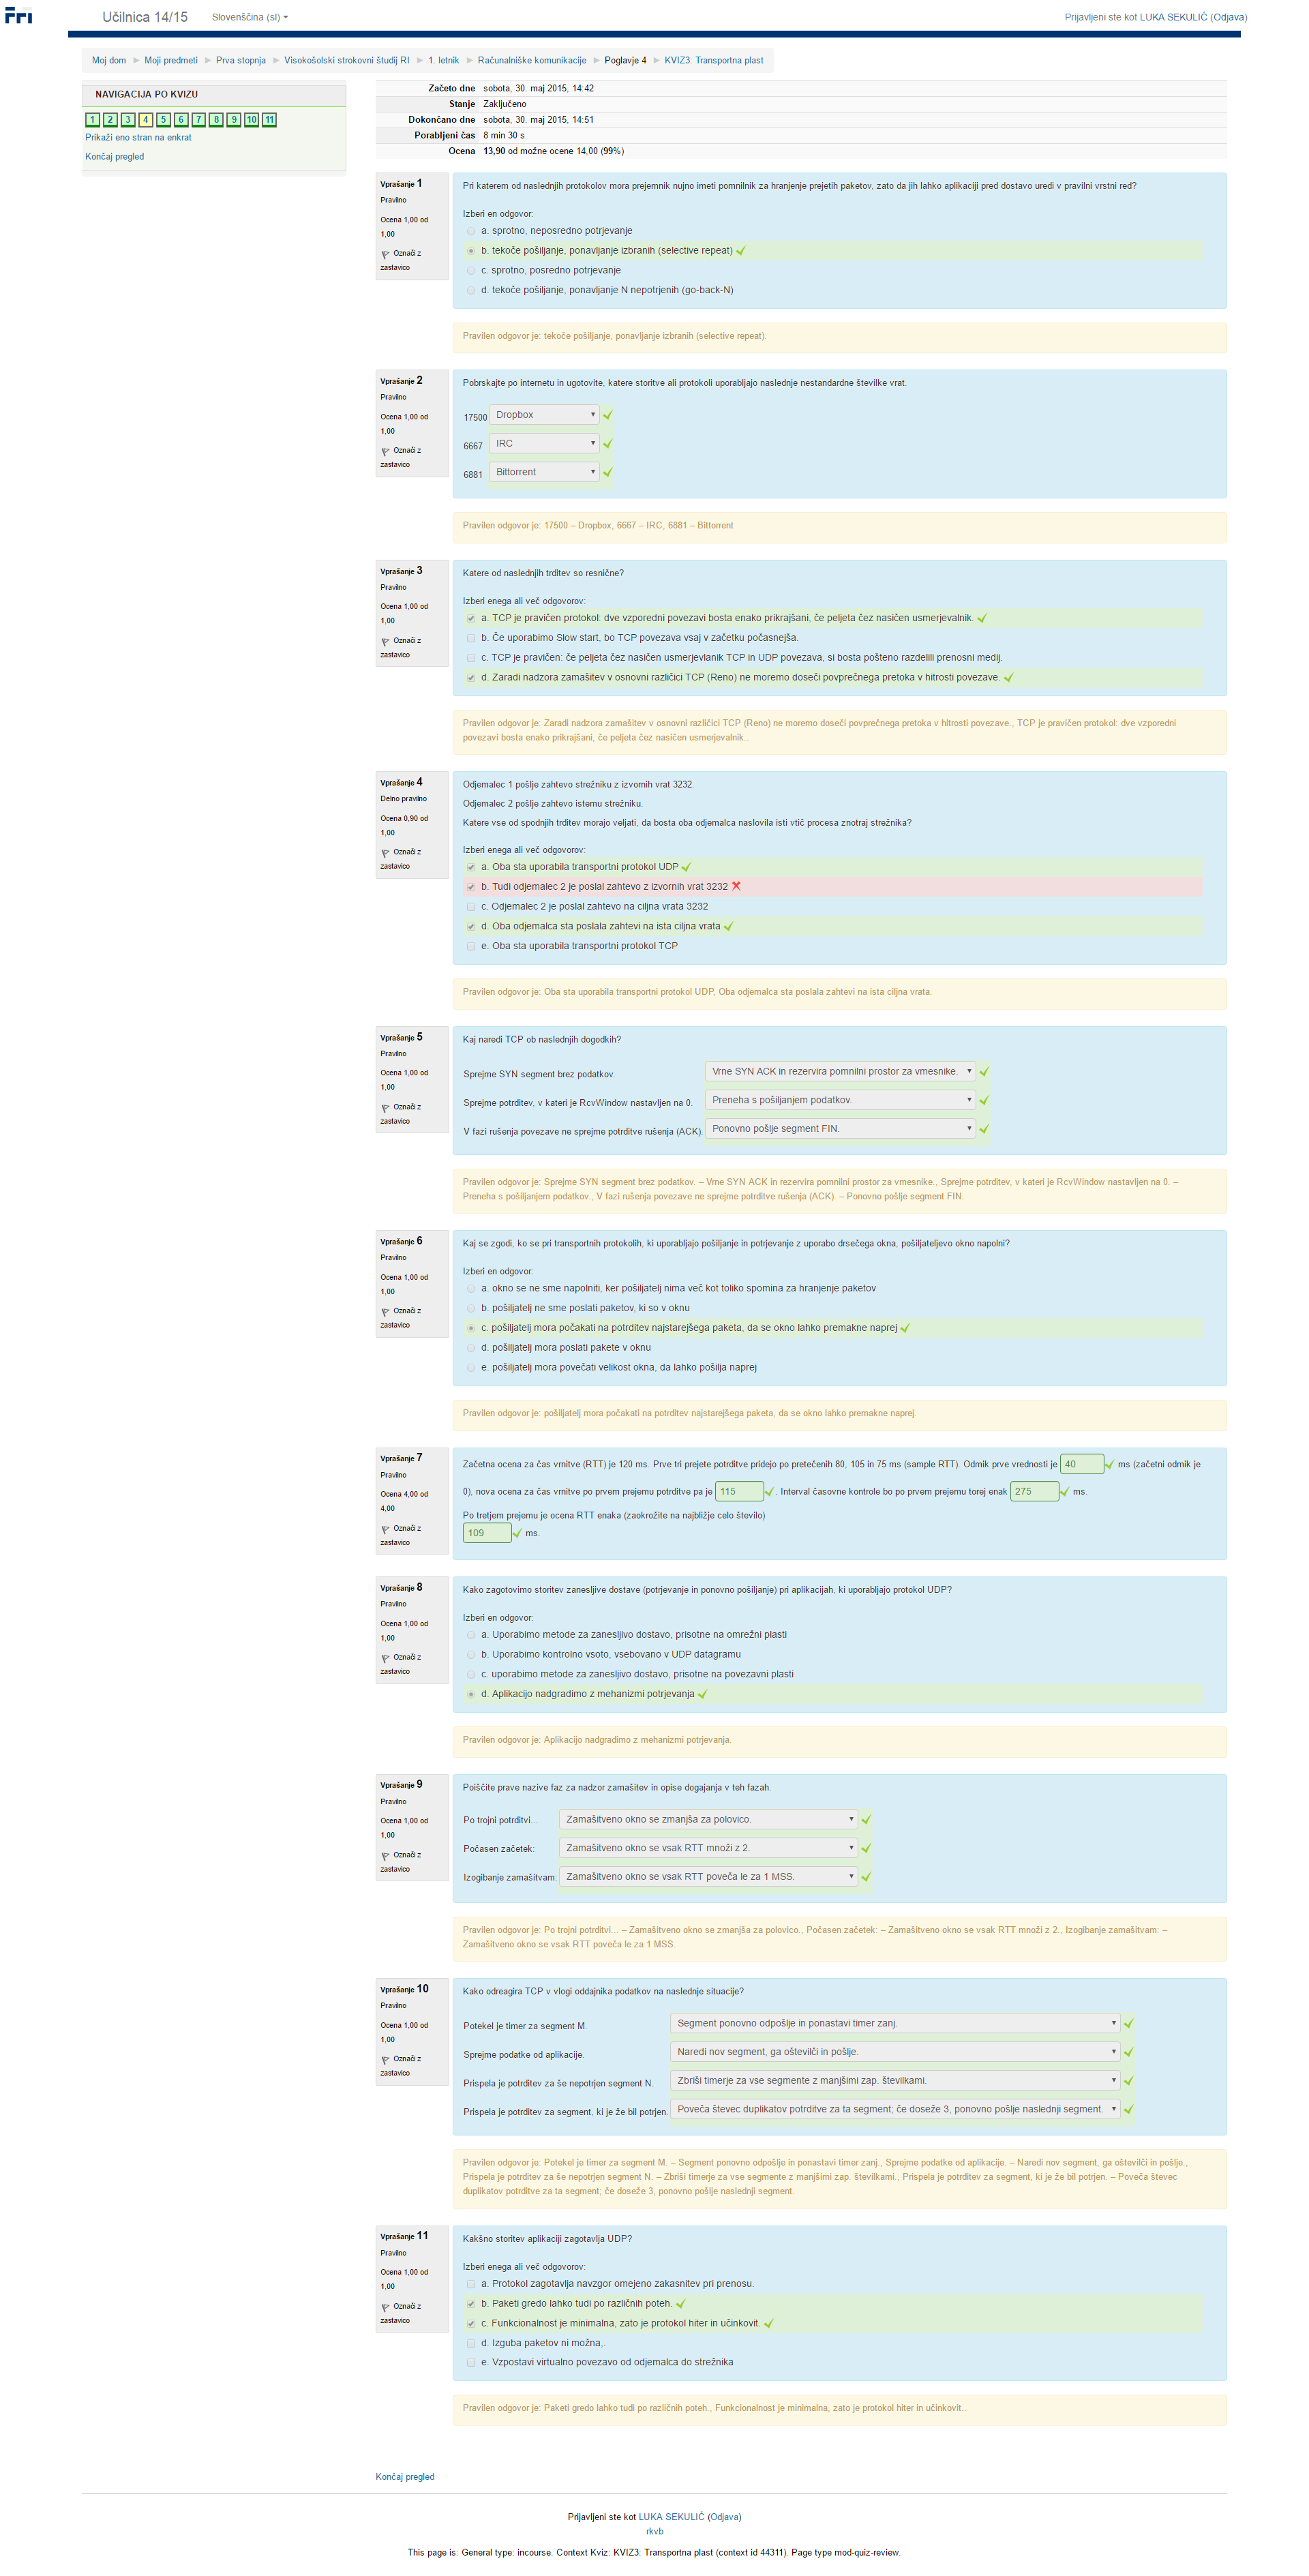 Fri
Učilnica 14/15 Slovenščina (sl) Prijavljeni ste kot LUKA SEKULIĆ (Odjava)
Moj dom ► Moji predmeti ► Prva stopnja ► Visokošolski strokovni študij RI ► 1. letnik ► Računalniške komunikacije ► Poglavje 4 ► KVIZ3: Transportna plast
NAVIGACIJA PO KVIZU
1 2 3 4 5 6 7 8 9 10 11
Prikaži eno stran na enkrat
Končaj pregled
Začeto dne sobota, 30. maj 2015, 14:42
Stanje Zaključeno
Dokončano dne sobota, 30. maj 2015, 14:51
Porabljeni čas 8 min 30 s
Ocena 13,90 od možne ocene 14,00 (99%)
Vprašanje 1
Pravilno
Ocena 1,00 od
1,00
Označi z
zastavico
Pri katerem od naslednjih protokolov mora prejemnik nujno imeti pomnilnik za hranjenje prejetih paketov, zato da jih lahko aplikaciji pred dostavo uredi v pravilni vrstni red?
Izberi en odgovor:
a. sprotno, neposredno potrjevanje
b. tekoče pošiljanje, ponavljanje izbranih (selective repeat)
c. sprotno, posredno potrjevanje
d. tekoče pošiljanje, ponavljanje N nepotrjenih (go-back-N)
Pravilen odgovor je: tekoče pošiljanje, ponavljanje izbranih (selective repeat).
Vprašanje 2
Pravilno
Ocena 1,00 od
1,00
Označi z
zastavico
Pobrskajte po internetu in ugotovite, katere storitve ali protokoli uporabljajo naslednje nestandardne številke vrat.
17500 Dropbox
6667 IRC
6881 Bittorrent
Pravilen odgovor je: 17500 – Dropbox, 6667 – IRC, 6881 – Bittorrent
Vprašanje 3
Pravilno
Ocena 1,00 od
1,00
Označi z
zastavico
Katere od naslednjih trditev so resnične?
Izberi enega ali več odgovorov:
a. TCP je pravičen protokol: dve vzporedni povezavi bosta enako prikrajšani, če peljeta čez nasičen usmerjevalnik.
b. Če uporabimo Slow start, bo TCP povezava vsaj v začetku počasnejša.
c. TCP je pravičen: če peljeta čez nasičen usmerjevlanik TCP in UDP povezava, si bosta pošteno razdelili prenosni medij.
d. Zaradi nadzora zamašitev v osnovni različici TCP (Reno) ne moremo doseči povprečnega pretoka v hitrosti povezave.
Pravilen odgovor je: Zaradi nadzora zamašitev v osnovni različici TCP (Reno) ne moremo doseči povprečnega pretoka v hitrosti povezave., TCP je pravičen protokol: dve vzporedni
povezavi bosta enako prikrajšani, če peljeta čez nasičen usmerjevalnik..
Vprašanje 4
Delno pravilno
Ocena 0,90 od
1,00
Označi z
zastavico
Odjemalec 1 pošlje zahtevo strežniku z izvornih vrat 3232.
Odjemalec 2 pošlje zahtevo istemu strežniku.
Katere vse od spodnjih trditev morajo veljati, da bosta oba odjemalca naslovila isti vtič procesa znotraj strežnika?
Izberi enega ali več odgovorov:
a. Oba sta uporabila transportni protokol UDP
b. Tudi odjemalec 2 je poslal zahtevo z izvornih vrat 3232
c. Odjemalec 2 je poslal zahtevo na ciljna vrata 3232
d. Oba odjemalca sta poslala zahtevi na ista ciljna vrata
e. Oba sta uporabila transportni protokol TCP
Pravilen odgovor je: Oba sta uporabila transportni protokol UDP, Oba odjemalca sta poslala zahtevi na ista ciljna vrata.
Vprašanje 5
Pravilno
Ocena 1,00 od
1,00
Označi z
zastavico
Kaj naredi TCP ob naslednjih dogodkih?
Sprejme SYN segment brez podatkov. Vrne SYN ACK in rezervira pomnilni prostor za vmesnike.
Sprejme potrditev, v kateri je RcvWindow nastavljen na 0. Preneha s pošiljanjem podatkov.
V fazi rušenja povezave ne sprejme potrditve rušenja (ACK). Ponovno pošlje segment FIN.
Pravilen odgovor je: Sprejme SYN segment brez podatkov. – Vrne SYN ACK in rezervira pomnilni prostor za vmesnike., Sprejme potrditev, v kateri je RcvWindow nastavljen na 0. –
Preneha s pošiljanjem podatkov., V fazi rušenja povezave ne sprejme potrditve rušenja (ACK). – Ponovno pošlje segment FIN.
Vprašanje 6
Pravilno
Ocena 1,00 od
1,00
Označi z
zastavico
Kaj se zgodi, ko se pri transportnih protokolih, ki uporabljajo pošiljanje in potrjevanje z uporabo drsečega okna, pošiljateljevo okno napolni?
Izberi en odgovor:
a. okno se ne sme napolniti, ker pošiljatelj nima več kot toliko spomina za hranjenje paketov
b. pošiljatelj ne sme poslati paketov, ki so v oknu
c. pošiljatelj mora počakati na potrditev najstarejšega paketa, da se okno lahko premakne naprej
d. pošiljatelj mora poslati pakete v oknu
e. pošiljatelj mora povečati velikost okna, da lahko pošilja naprej
Pravilen odgovor je: pošiljatelj mora počakati na potrditev najstarejšega paketa, da se okno lahko premakne naprej.
Vprašanje 7
Pravilno
Ocena 4,00 od
4,00
Označi z
zastavico
Začetna ocena za čas vrnitve (RTT) je 120 ms. Prve tri prejete potrditve pridejo po pretečenih 80, 105 in 75 ms (sample RTT). Odmik prve vrednosti je 40 ms (začetni odmik je
0), nova ocena za čas vrnitve po prvem prejemu potrditve pa je 115. Interval časovne kontrole bo po prvem prejemu torej enak 275 ms.
Po tretjem prejemu je ocena RTT enaka (zaokrožite na najbližje celo število)
109 ms.
Vprašanje 8
Pravilno
Ocena 1,00 od
1,00
Označi z
zastavico
Kako zagotovimo storitev zanesljive dostave (potrjevanje in ponovno pošiljanje) pri aplikacijah, ki uporabljajo protokol UDP?
Izberi en odgovor:
a. Uporabimo metode za zanesljivo dostavo, prisotne na omrežni plasti
b. Uporabimo kontrolno vsoto, vsebovano v UDP datagramu
c. uporabimo metode za zanesljivo dostavo, prisotne na povezavni plasti
d. Aplikacijo nadgradimo z mehanizmi potrjevanja
Pravilen odgovor je: Aplikacijo nadgradimo z mehanizmi potrjevanja.
Vprašanje 9
Pravilno
Ocena 1,00 od
1,00
Označi z
zastavico
Poiščite prave nazive faz za nadzor zamašitev in opise dogajanja v teh fazah.
Po trojni potrditvi... Zamašitveno okno se zmanjša za polovico.
Počasen začetek: Zamašitveno okno se vsak RTT množi z 2.
Izogibanje zamašitvam: Zamašitveno okno se vsak RTT poveča le za 1 MSS.
Pravilen odgovor je: Po trojni potrditvi... – Zamašitveno okno se zmanjša za polovico., Počasen začetek: – Zamašitveno okno se vsak RTT množi z 2., Izogibanje zamašitvam: –
Zamašitveno okno se vsak RTT poveča le za 1 MSS.
Vprašanje 10
Pravilno
Ocena 1,00 od
1,00
Označi z
zastavico
Kako odreagira TCP v vlogi oddajnika podatkov na naslednje situacije?
Potekel je timer za segment M. Segment ponovno odpošlje in ponastavi timer zanj.
Sprejme podatke od aplikacije. Naredi nov segment, ga oštevilči in pošlje.
Prispela je potrditev za še nepotrjen segment N. Zbriši timerje za vse segmente z manjšimi zap. številkami.
Prispela je potrditev za segment, ki je že bil potrjen. Poveča števec duplikatov potrditve za ta segment; če doseže 3, ponovno pošlje naslednji segment.
Pravilen odgovor je: Potekel je timer za segment M. – Segment ponovno odpošlje in ponastavi timer zanj., Sprejme podatke od aplikacije. – Naredi nov segment, ga oštevilči in pošlje.,
Prispela je potrditev za še nepotrjen segment N. – Zbriši timerje za vse segmente z manjšimi zap. številkami., Prispela je potrditev za segment, ki je že bil potrjen. – Poveča števec
duplikatov potrditve za ta segment; če doseže 3, ponovno pošlje naslednji segment.
Vprašanje 11
Pravilno
Ocena 1,00 od
1,00
Označi z
zastavico
Kakšno storitev aplikaciji zagotavlja UDP?
Izberi enega ali več odgovorov:
a. Protokol zagotavlja navzgor omejeno zakasnitev pri prenosu.
b. Paketi gredo lahko tudi po različnih poteh.
c. Funkcionalnost je minimalna, zato je protokol hiter in učinkovit.
d. Izguba paketov ni možna,.
e. Vzpostavi virtualno povezavo od odjemalca do strežnika
Pravilen odgovor je: Paketi gredo lahko tudi po različnih poteh., Funkcionalnost je minimalna, zato je protokol hiter in učinkovit..
Končaj pregled
Prijavljeni ste kot LUKA SEKULIĆ (Odjava)
rkvb
This page is: General type: incourse. Context Kviz: KVIZ3: Transportna plast (context id 44311). Page type mod-quiz-review.